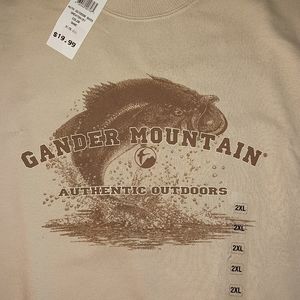 $19.99
GANDER MOUNTAIN®
AUTHENTIC OUTDOORS
2XL
2XL
2XL
2XL
2XL